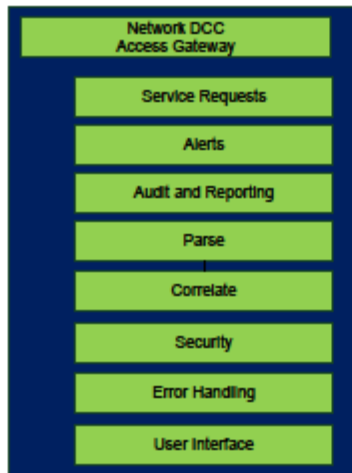 Network DCC
Access Gateway
Service Requests
Alerts
Audit and Reporting
Parse
Correlate
Security
Error Handling
User Interface